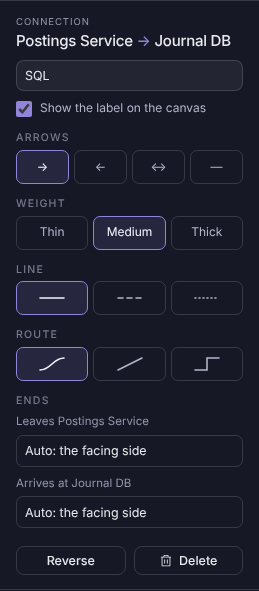 CONNECTION
Postings Service → Journal DB
SQL
Show the label on the canvas
ARROWS
→ ← ↔ —
WEIGHT
Thin Medium Thick
LINE
ROUTE
ENDS
Leaves Postings Service
Auto: the facing side
Arrives at Journal DB
Auto: the facing side
Reverse Delete